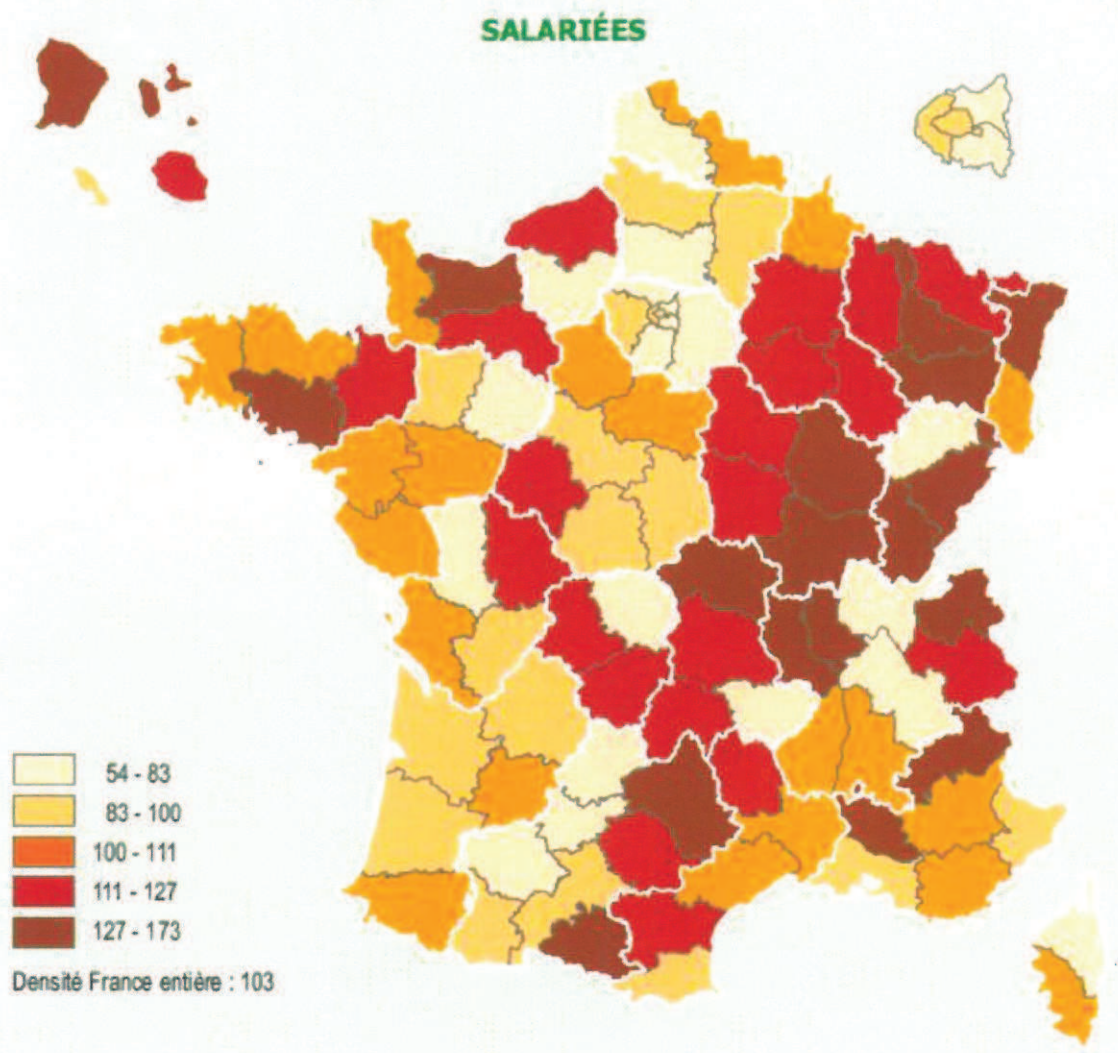 SALARIÉES
54 - 83
83 - 100
100 - 111
111 - 127
127 - 173
Densité France entière : 103